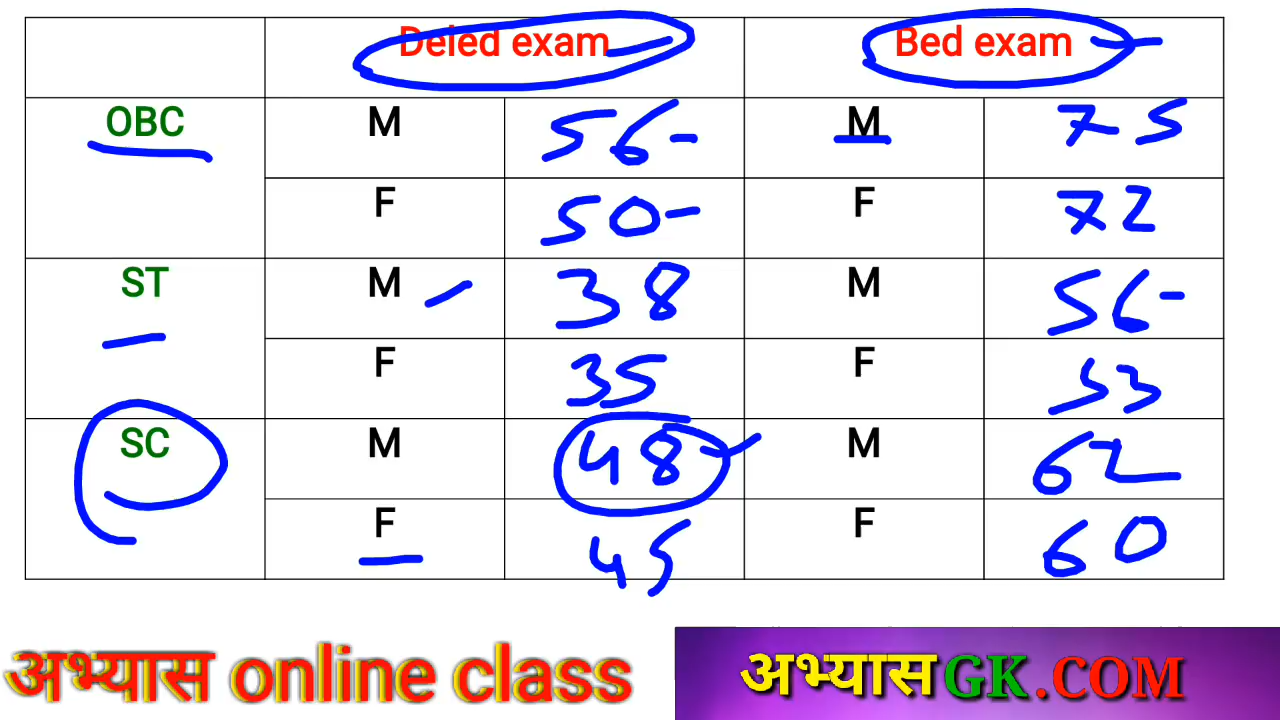 Deled exam Bed exam
OBC M 56 M 75
F 50 F 72
ST M 38 M 56
F 35 F 53
SC M 48 M 62
F 45 F 60
अभ्यास online class
अभ्यास GK.COM